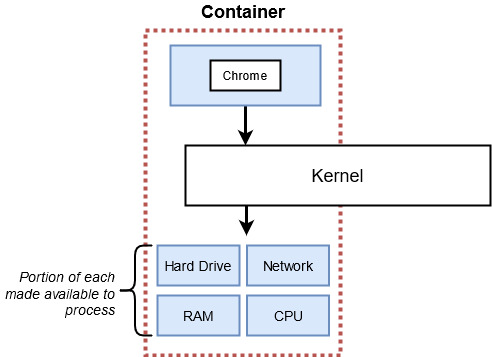 Container
Chrome
Kernel
Hard Drive
Network
Portion of each
made available to
process
RAM
CPU